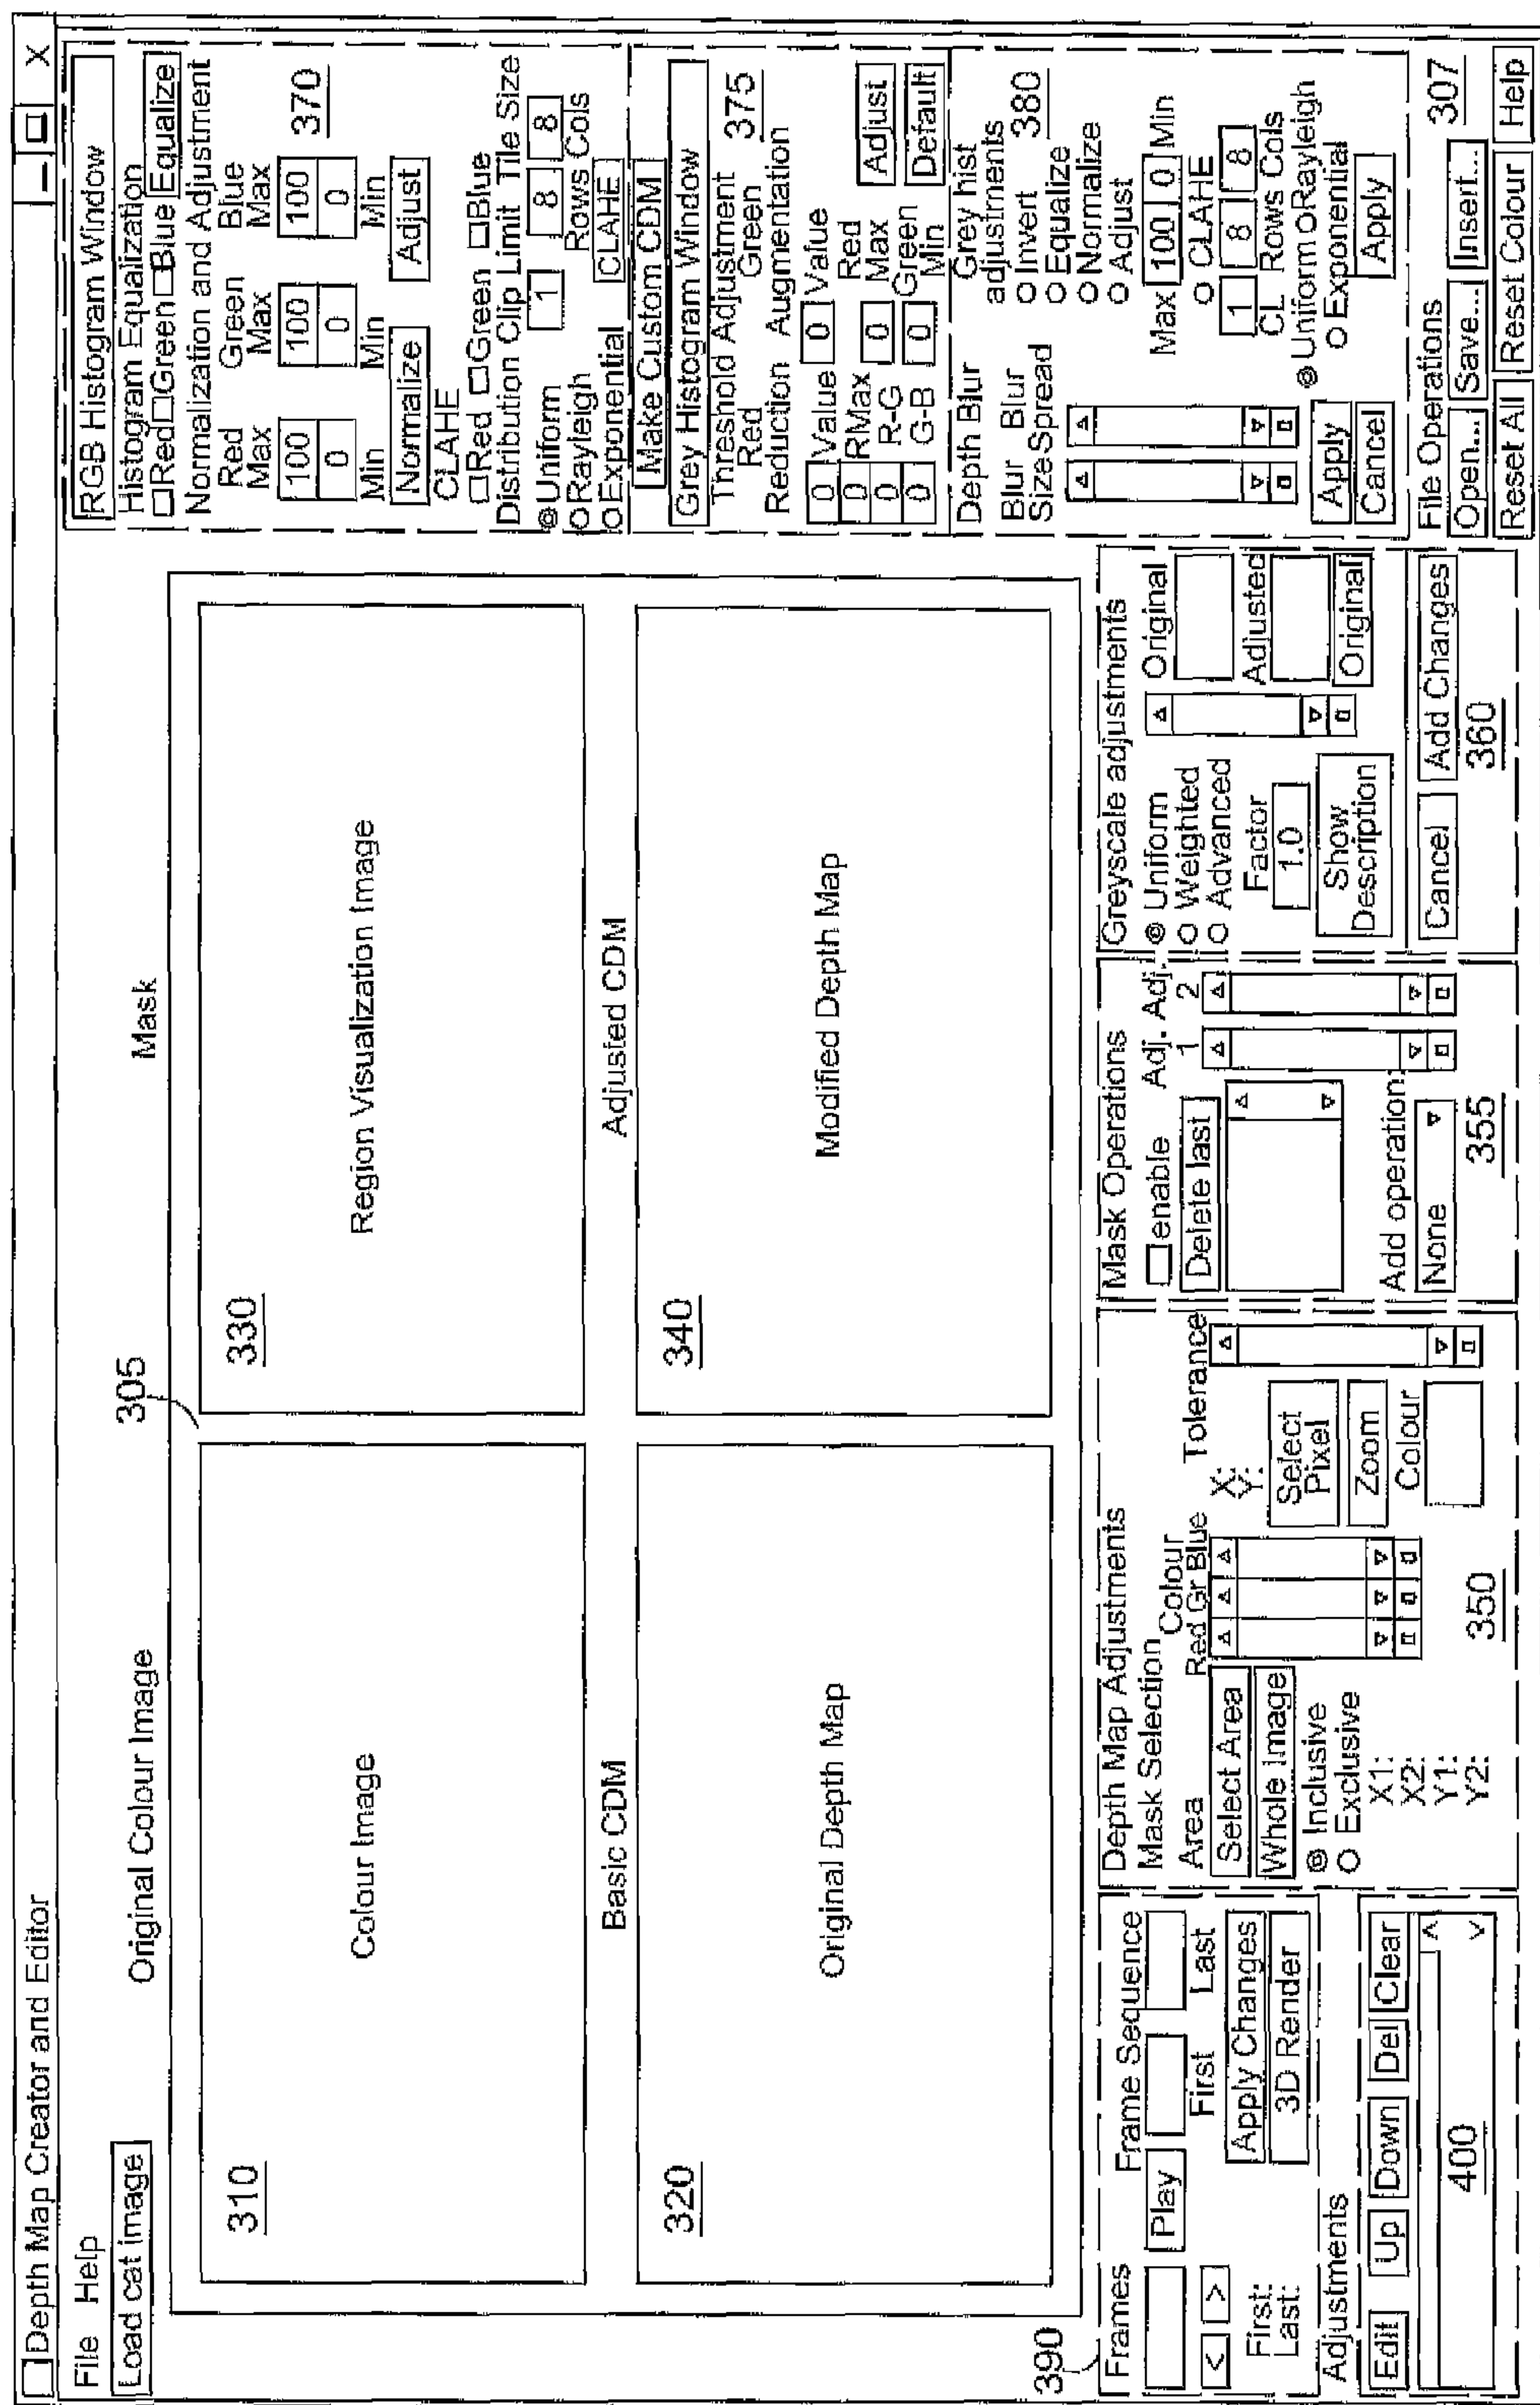 Depth Map Creator and Editor
_ □ X
File Help
Load cat image
Original Colour Image
Mask
305
310
Colour Image
330
Region Visualization Image
Basic CDM
Adjusted CDM
320
Original Depth Map
340
Modified Depth Map
RGB Histogram Window
Histogram Equalization
Red Green Blue Equalize
Normalization and Adjustment
Red Green Blue
Max Max Max
370
100 100 100
0 0 0
Min Min Min
Normalize Adjust
CLAHE
Red Green Blue
Distribution Clip Limit Tile Size
Uniform 1 8 8
Rayleigh Rows Cols
Exponential CLAHE
Make Custom CDM
Grey Histogram Window
Threshold Adjustment 375
Red Green
Reduction Augmentation
0 Value 0 Value
0 RMax Red
0 R-G 0 Max Adjust
0 G-B 0 Green Min Default
Depth Blur
Grey hist
adjustments 380
Blur Blur
Size Spread
Invert
Equalize
Normalize
Adjust
Max 100 0 Min
CLAHE
1 8 8
CL Rows Cols
Uniform Rayleigh
Exponential
Apply
Apply
Cancel
File Operations 307
Open... Save... Insert...
Reset All Reset Colour Help
390
Frames
Frame Sequence
Play
< >
First Last
First:
Last:
Apply Changes
3D Render
Adjustments
Edit Up Down Del Clear
400
^
v
Depth Map Adjustments
Mask Selection
Area
Colour
Red Gr Blue
Tolerance
Select Area
Whole Image
Inclusive
Exclusive
X1:
X2:
Y1:
Y2:
X:
Y:
Select
Pixel
Zoom
Colour
350
Mask Operations
enable
Adj. Adj.
1 2
Delete last
Add operation:
None
355
Greyscale adjustments
Uniform
Weighted
Advanced
Factor
1.0
Show
Description
Original
Adjusted
Original
Cancel Add Changes
360